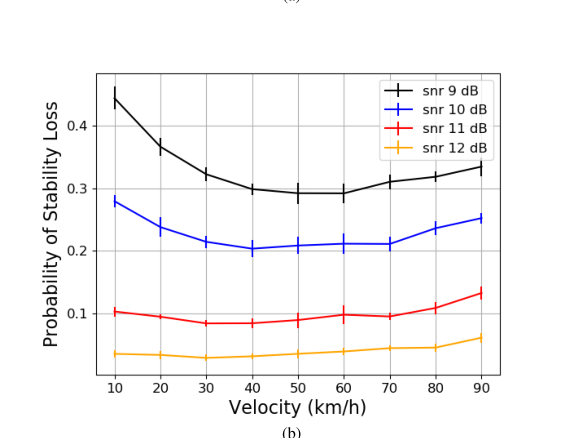 snr 9 dB
snr 10 dB
snr 11 dB
snr 12 dB
Probability of Stability Loss
0.4
0.3
0.2
0.1
10 20 30 40 50 60 70 80 90
Velocity (km/h)
(b)